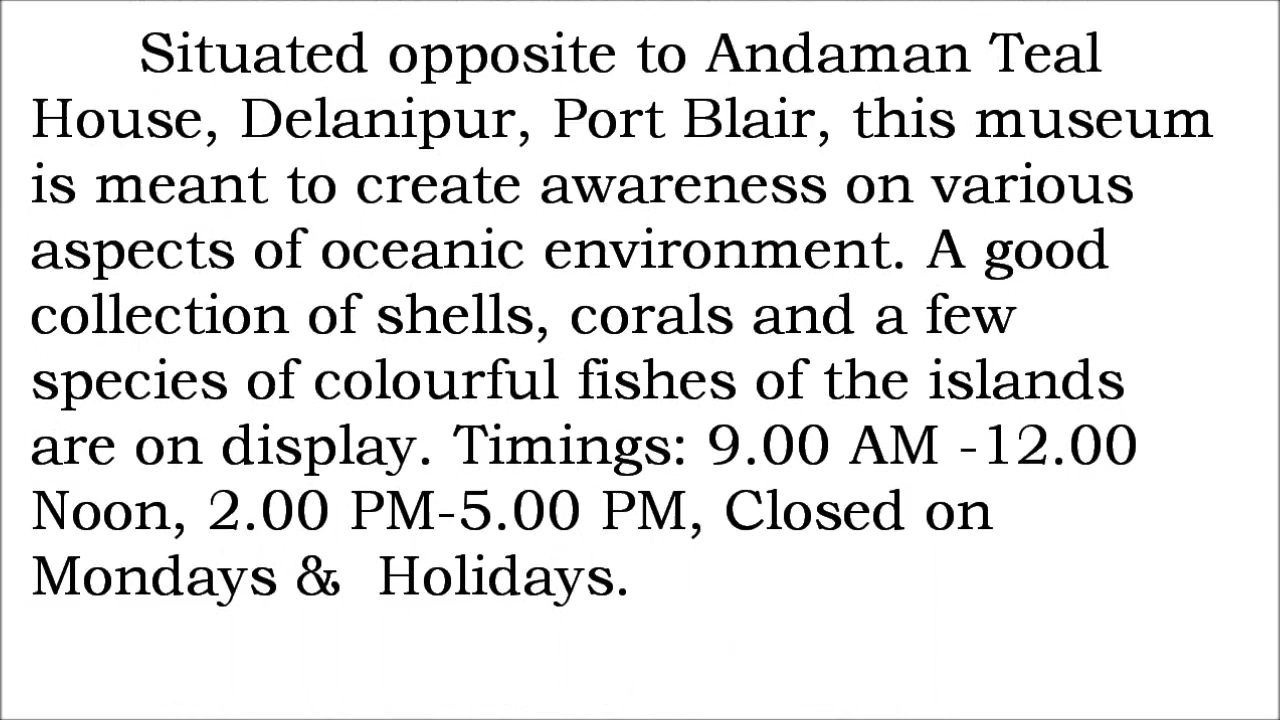 Situated opposite to Andaman Teal
House, Delanipur, Port Blair, this museum
is meant to create awareness on various
aspects of oceanic environment. A good
collection of shells, corals and a few
species of colourful fishes of the islands
are on display. Timings: 9.00 AM -12.00
Noon, 2.00 PM-5.00 PM, Closed on
Mondays &  Holidays.